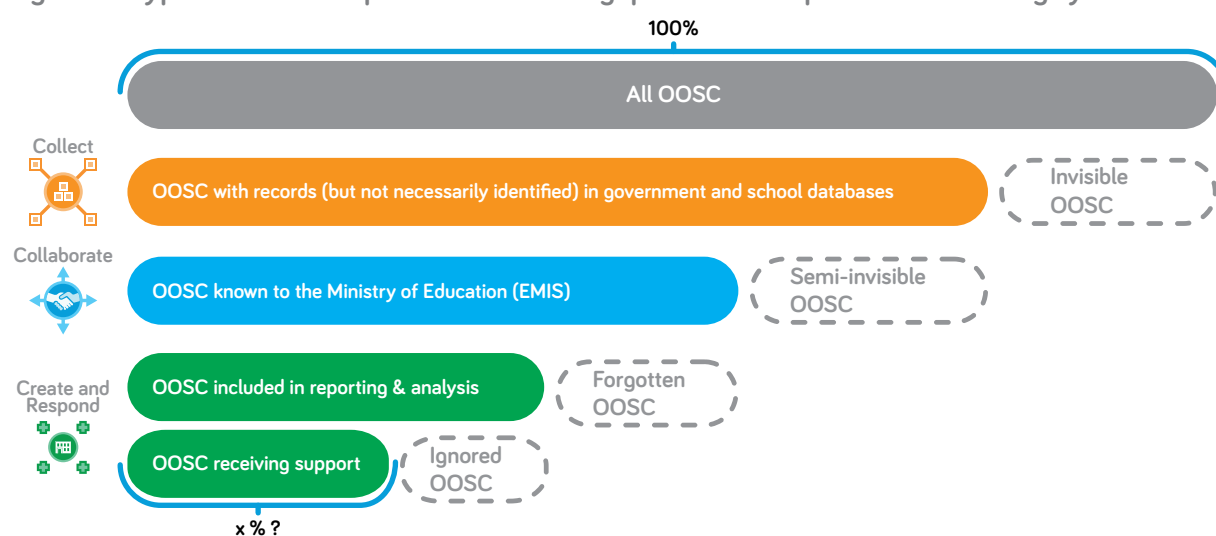 100%
All OOSC
Collect
OOSC with records (but not necessarily identified) in government and school databases
Invisible
OOSC
Collaborate
OOSC known to the Ministry of Education (EMIS)
Semi-invisible
OOSC
Create and
Respond
OOSC included in reporting & analysis
Forgotten
OOSC
OOSC receiving support
Ignored
OOSC
x % ?